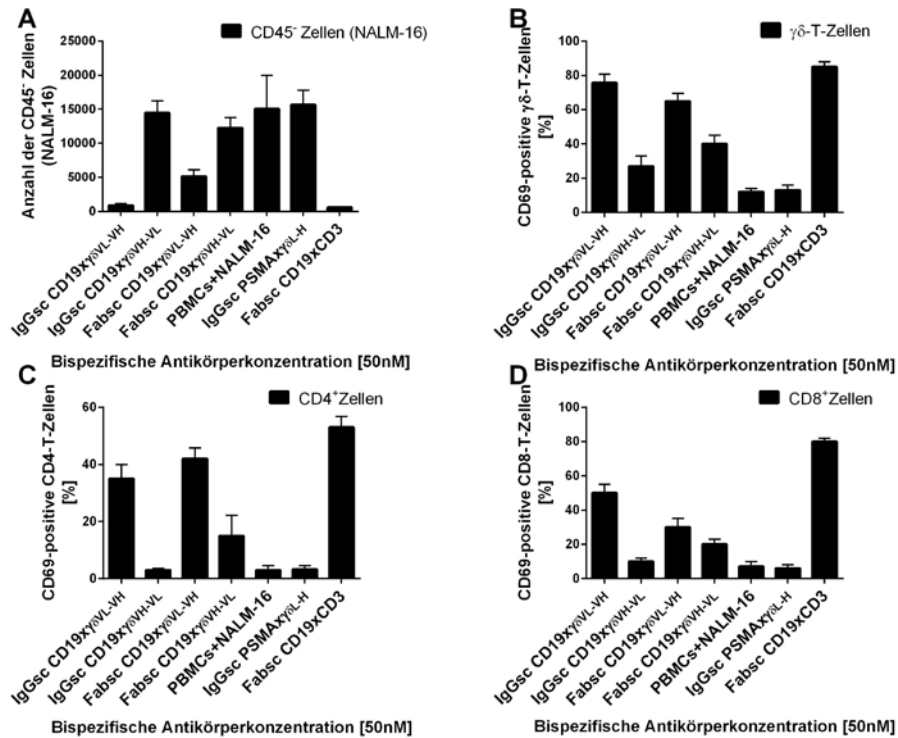 A
CD45⁻ Zellen (NALM-16)
Anzahl der CD45⁻ Zellen
(NALM-16)
25000
20000
15000
10000
5000
0
IgGsc CD19xγδVL-VH
IgGsc CD19xγδVH-VL
Fabsc CD19xγδVL-VH
Fabsc CD19xγδVH-VL
PBMCs+NALM-16
IgGsc PSMAxγδL-H
Fabsc CD19xCD3
Bispezifische Antikörperkonzentration [50nM]
B
γδ-T-Zellen
CD69-positive γδ-T-Zellen
[%]
100
80
60
40
20
0
IgGsc CD19xγδVL-VH
IgGsc CD19xγδVH-VL
Fabsc CD19xγδVL-VH
Fabsc CD19xγδVH-VL
PBMCs+NALM-16
IgGsc PSMAxγδL-H
Fabsc CD19xCD3
Bispezifische Antikörperkonzentration [50nM]
C
CD4⁺Zellen
CD69-positive CD4-T-Zellen
[%]
60
40
20
0
IgGsc CD19xγδVL-VH
IgGsc CD19xγδVH-VL
Fabsc CD19xγδVL-VH
Fabsc CD19xγδVH-VL
PBMCs+NALM-16
IgGsc PSMAxγδL-H
Fabsc CD19xCD3
Bispezifische Antikörperkonzentration [50nM]
D
CD8⁺Zellen
CD69-positive CD8-T-Zellen
[%]
100
80
60
40
20
0
IgGsc CD19xγδVL-VH
IgGsc CD19xγδVH-VL
Fabsc CD19xγδVL-VH
Fabsc CD19xγδVH-VL
PBMCs+NALM-16
IgGsc PSMAxγδL-H
Fabsc CD19xCD3
Bispezifische Antikörperkonzentration [50nM]